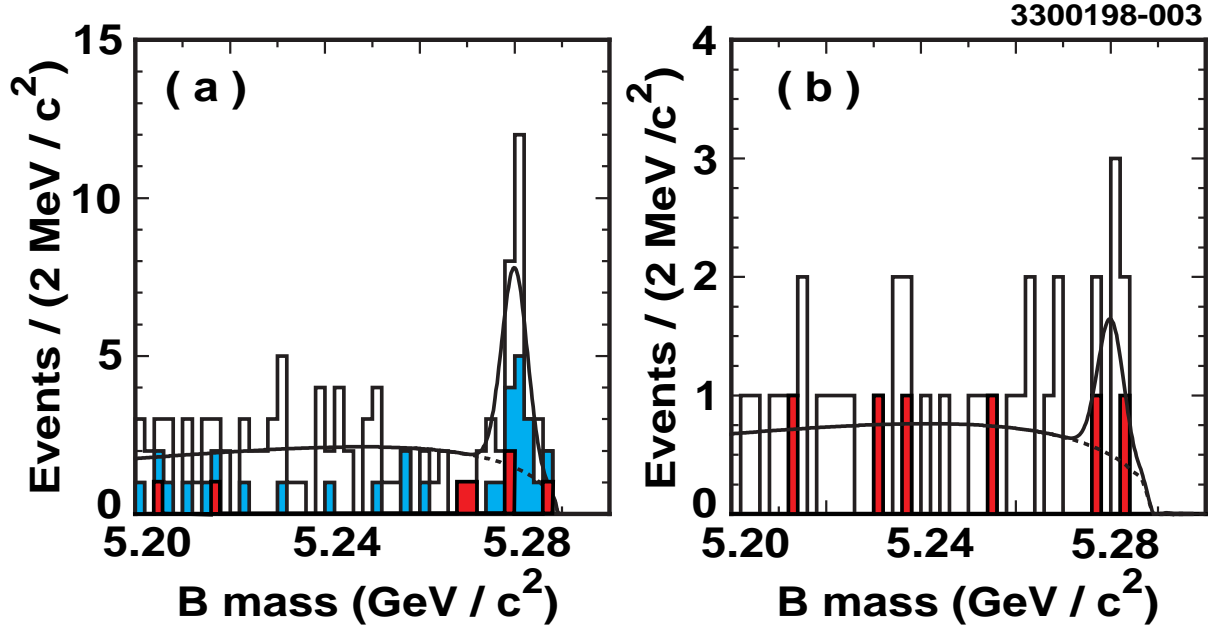 3300198-003
( a )
15
10
5
0
Events / (2 MeV / c²)
5.20
5.24
5.28
B mass (GeV / c²)
( b )
4
3
2
1
0
Events / (2 MeV /c²)
5.20
5.24
5.28
B mass (GeV / c²)